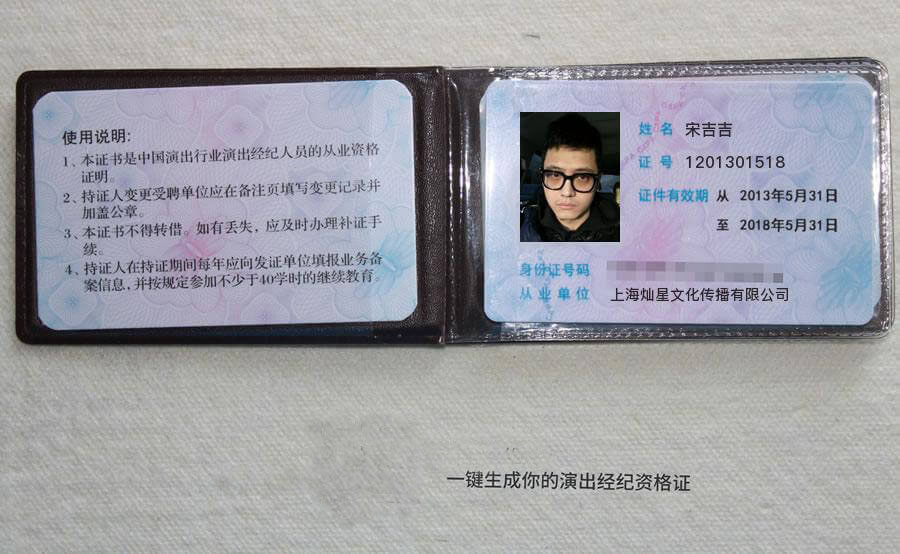 使用说明:
1、本证书是中国演出行业演出经纪人员的从业资格
证明。
2、持证人变更受聘单位应在备注页填写变更记录并
加盖公章。
3、本证书不得转借。如有丢失，应及时办理补证手
续。
4、持证人在持证期间每年应向发证单位填报业务备
案信息,并按规定参加不少于40学时的继续教育。
姓 名 宋吉吉
证 号 1201301518
证件有效期 从 2013年5月31日
至 2018年5月31日
身份证号码
从业单位 上海灿星文化传播有限公司
一键生成你的演出经纪资格证